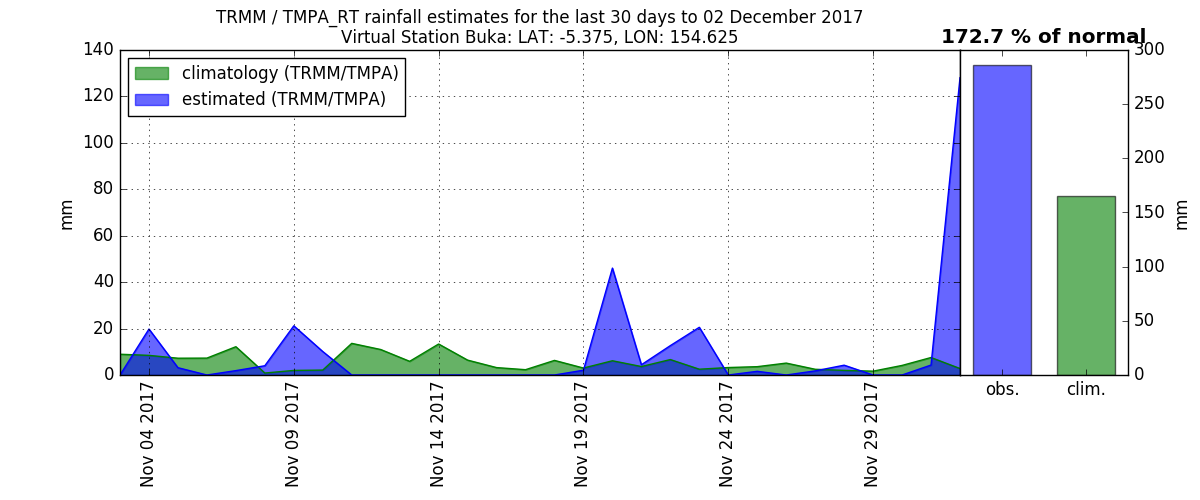 TRMM / TMPA_RT rainfall estimates for the last 30 days to 02 December 2017
Virtual Station Buka: LAT: -5.375, LON: 154.625
172.7 % of normal
climatology (TRMM/TMPA)
estimated (TRMM/TMPA)
mm
140
120
100
80
60
40
20
0
Nov 04 2017
Nov 09 2017
Nov 14 2017
Nov 19 2017
Nov 24 2017
Nov 29 2017
obs.
clim.
300
250
200
150
100
50
0
mm